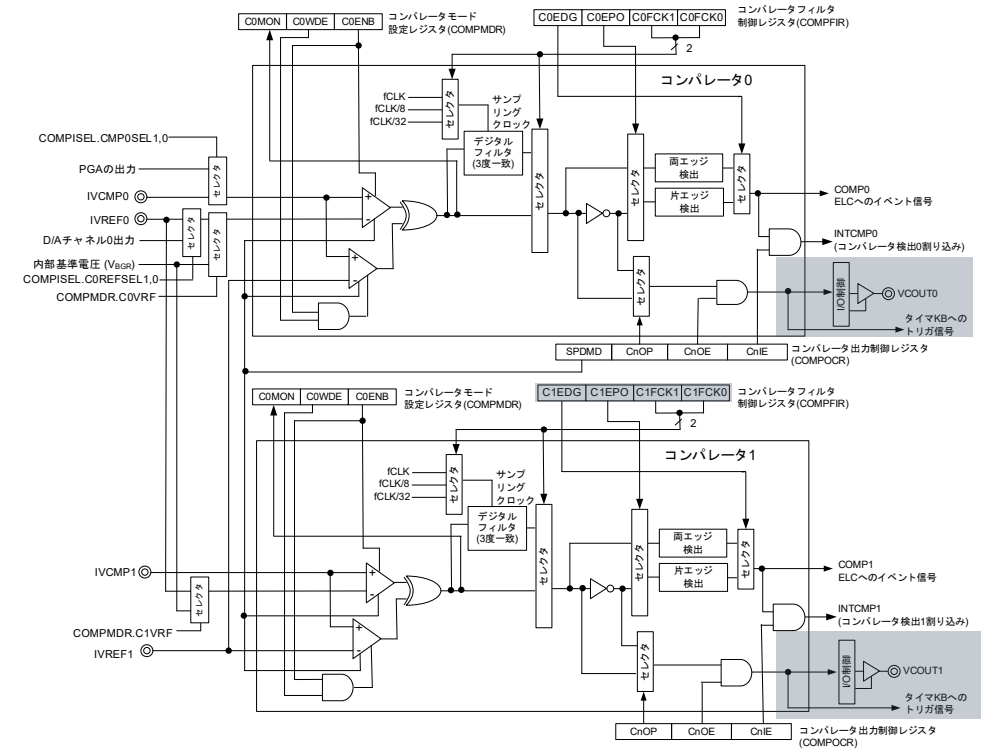 C0MON C0WDE C0ENB
コンパレータモード
設定レジスタ(COMPMDR)
C0EDG C0EPO C0FCK1 C0FCK0
コンパレータフィルタ
制御レジスタ(COMPFIR)
2
コンパレータ0
fCLK
fCLK/8
fCLK/32
セレクタ
サンプ
リング
クロック
デジタル
フィルタ
(3度一致)
セレクタ
セレクタ
両エッジ
検出
片エッジ
検出
セレクタ
COMPISEL.CMP0SEL1,0
PGAの出力
セレクタ
IVCMP0
IVREF0
D/Aチャネル0出力
セレクタ
セレクタ
内部基準電圧 (VBGR)
COMPISEL.C0REFSEL1,0
COMPMDR.C0VRF
+
-
+
-
COMP0
ELCへのイベント信号
INTCMP0
(コンパレータ検出0割り込み)
セレクタ
I/O制御
VCOUT0
タイマKBへの
トリガ信号
SPDMD CnOP CnOE CnIE
コンパレータ出力制御レジスタ
(COMPOCR)
C0MON C0WDE C0ENB
コンパレータモード
設定レジスタ(COMPMDR)
C1EDG C1EPO C1FCK1 C1FCK0
コンパレータフィルタ
制御レジスタ(COMPFIR)
2
コンパレータ1
fCLK
fCLK/8
fCLK/32
セレクタ
サンプ
リング
クロック
デジタル
フィルタ
(3度一致)
セレクタ
セレクタ
両エッジ
検出
片エッジ
検出
セレクタ
IVCMP1
セレクタ
COMPMDR.C1VRF
IVREF1
+
-
+
-
COMP1
ELCへのイベント信号
INTCMP1
(コンパレータ検出1割り込み)
セレクタ
I/O制御
VCOUT1
タイマKBへの
トリガ信号
CnOP CnOE CnIE
コンパレータ出力制御レジスタ
(COMPOCR)